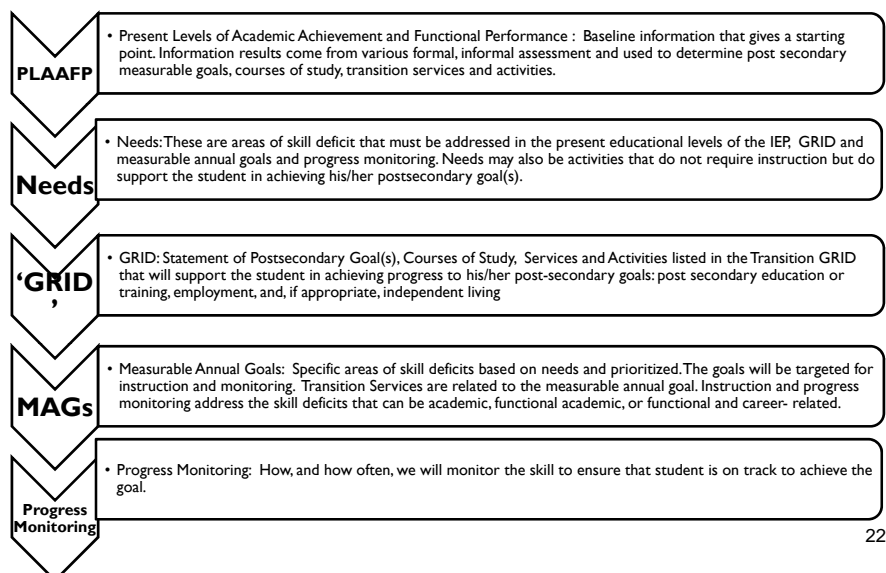 PLAAFP
• Present Levels of Academic Achievement and Functional Performance : Baseline information that gives a starting
point. Information results come from various formal, informal assessment and used to determine post secondary
measurable goals, courses of study, transition services and activities.
Needs
• Needs: These are areas of skill deficit that must be addressed in the present educational levels of the IEP, GRID and
measurable annual goals and progress monitoring. Needs may also be activities that do not require instruction but do
support the student in achieving his/her postsecondary goal(s).
‘GRID
’
• GRID: Statement of Postsecondary Goal(s), Courses of Study, Services and Activities listed in the Transition GRID
that will support the student in achieving progress to his/her post-secondary goals: post secondary education or
training, employment, and, if appropriate, independent living
MAGs
• Measurable Annual Goals: Specific areas of skill deficits based on needs and prioritized. The goals will be targeted for
instruction and monitoring. Transition Services are related to the measurable annual goal. Instruction and progress
monitoring address the skill deficits that can be academic, functional academic, or functional and career- related.
Progress
Monitoring
• Progress Monitoring: How, and how often, we will monitor the skill to ensure that student is on track to achieve the
goal.
22